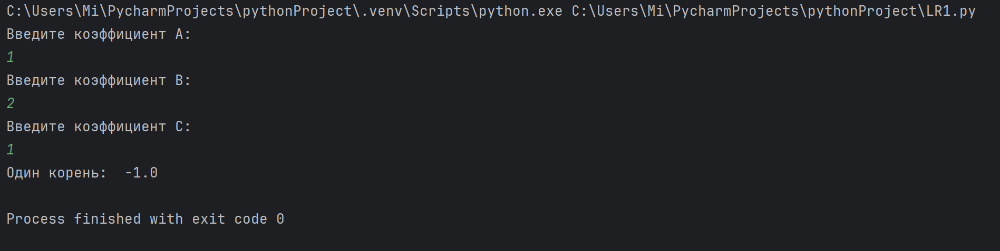 C:\Users\Mi\PycharmProjects\pythonProject\.venv\Scripts\python.exe C:\Users\Mi\PycharmProjects\pythonProject\LR1.py
Введите коэффициент A:
1
Введите коэффициент B:
2
Введите коэффициент C:
1
Один корень:  -1.0
Process finished with exit code 0